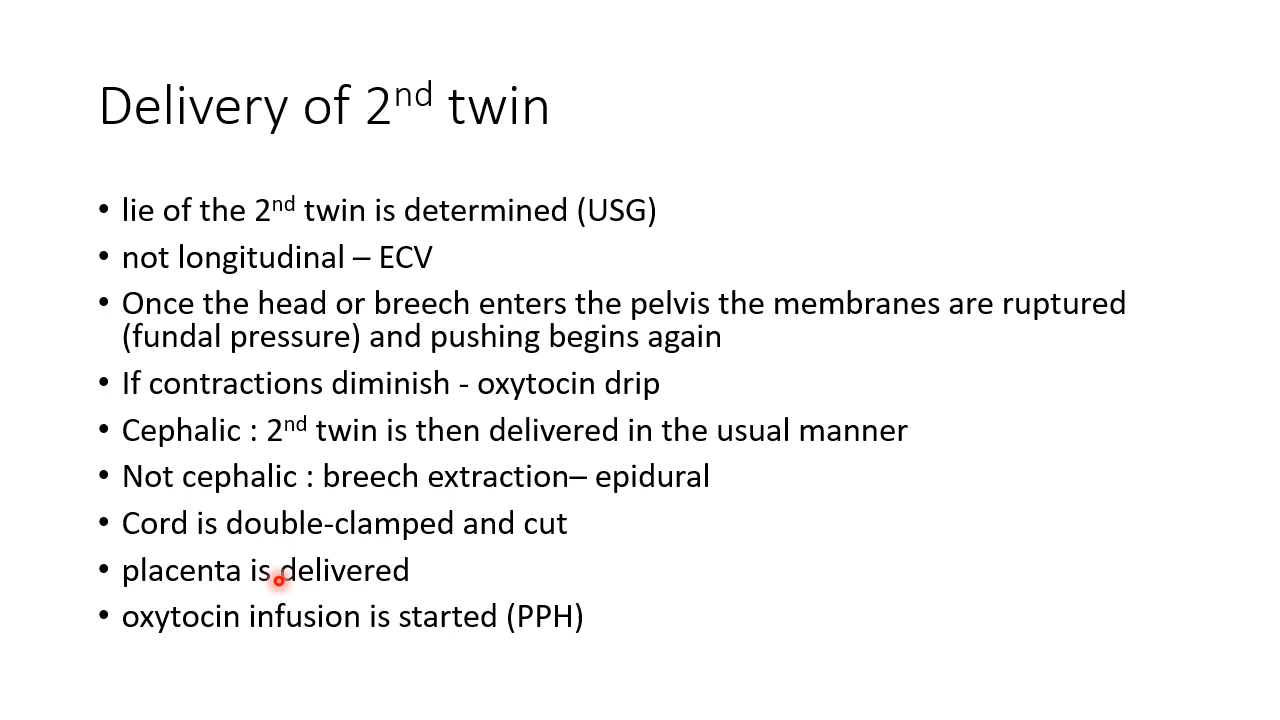 Delivery of 2nd twin
• lie of the 2nd twin is determined (USG)
• not longitudinal – ECV
• Once the head or breech enters the pelvis the membranes are ruptured
(fundal pressure) and pushing begins again
• If contractions diminish - oxytocin drip
• Cephalic : 2nd twin is then delivered in the usual manner
• Not cephalic : breech extraction– epidural
• Cord is double-clamped and cut
• placenta is delivered
• oxytocin infusion is started (PPH)